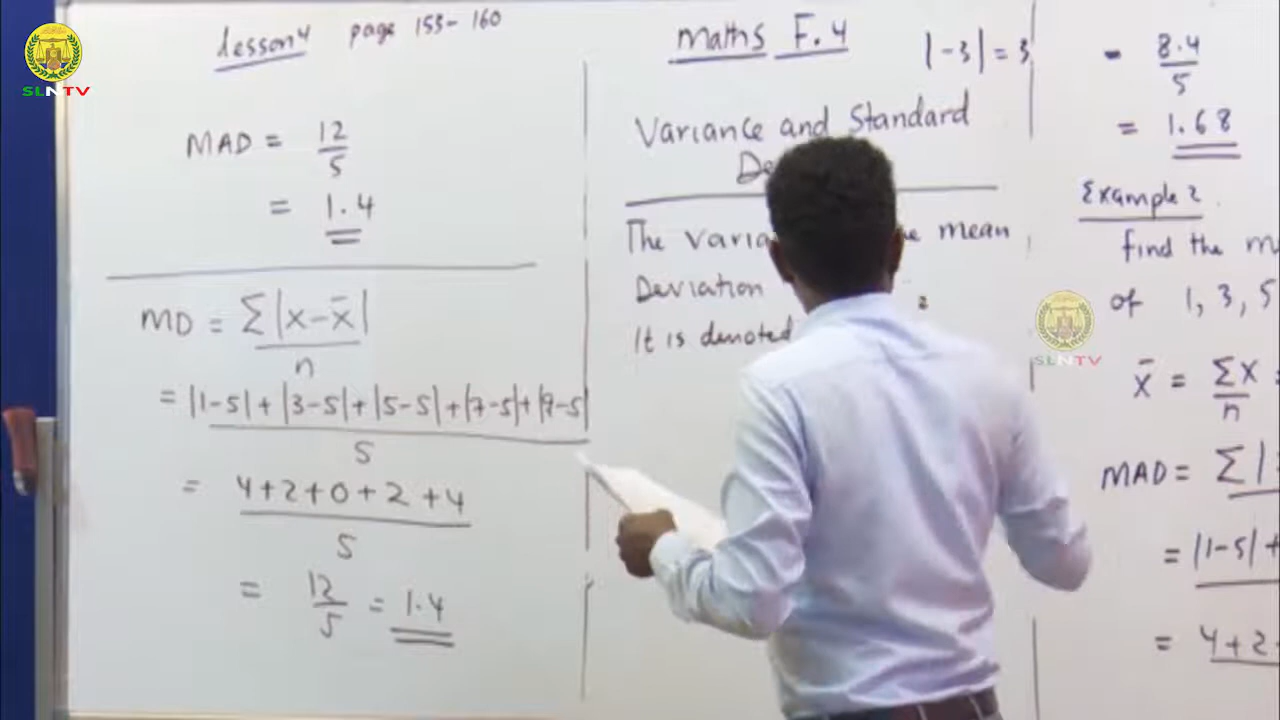 SLNTV
lesson 4 page 153-160
MAD = 12/5
= 1.4
MD = Σ|x-x̄|/n
= |1-5|+|3-5|+|5-5|+|7-5|+|9-5|/5
= 4+2+0+2+4/5
= 12/5 = 1.4
maths F.4
|-3|=3
Variance and Standard
The mean
Deviation
It is denoted
= 8.4/5
= 1.68
Example 2
find the
of 1, 3, 5
x̄ = Σx/n =
MAD = Σ|
= |1-5|+
= 4+2
SLNTV